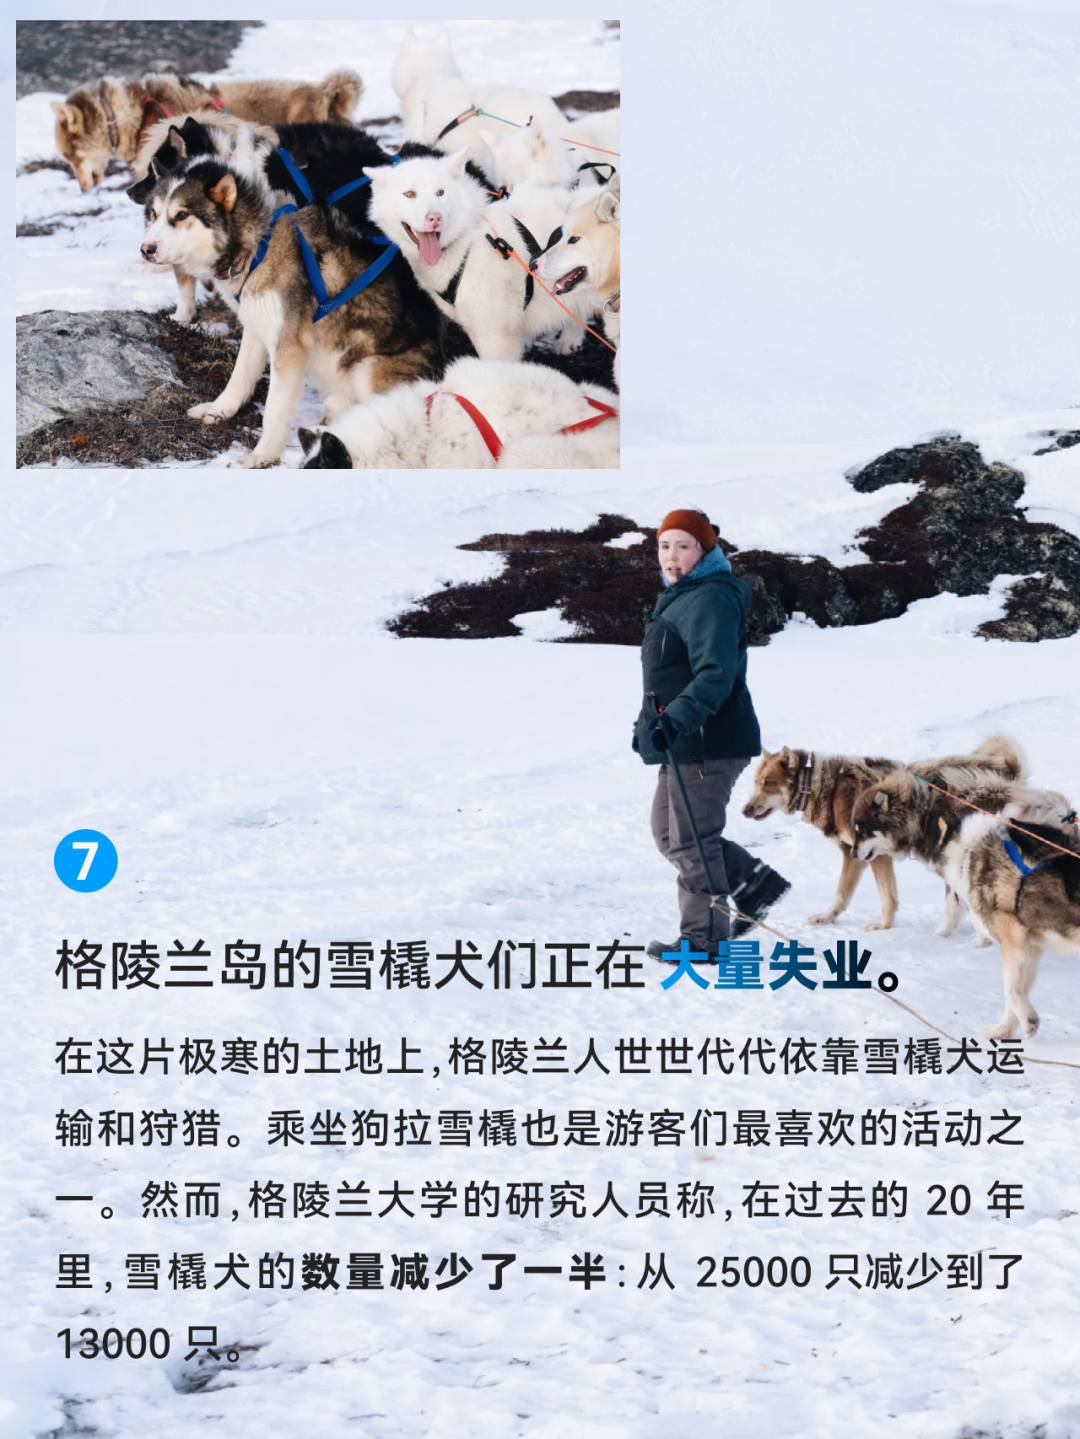 7
格陵兰岛的雪橇犬们正在大量失业。
在这片极寒的土地上,格陵兰人世世代代依靠雪橇犬运
输和狩猎。乘坐狗拉雪橇也是游客们最喜欢的活动之
一。然而,格陵兰大学的研究人员称,在过去的 20 年
里,雪橇犬的数量减少了一半:从 25000 只减少到了
13000 只。